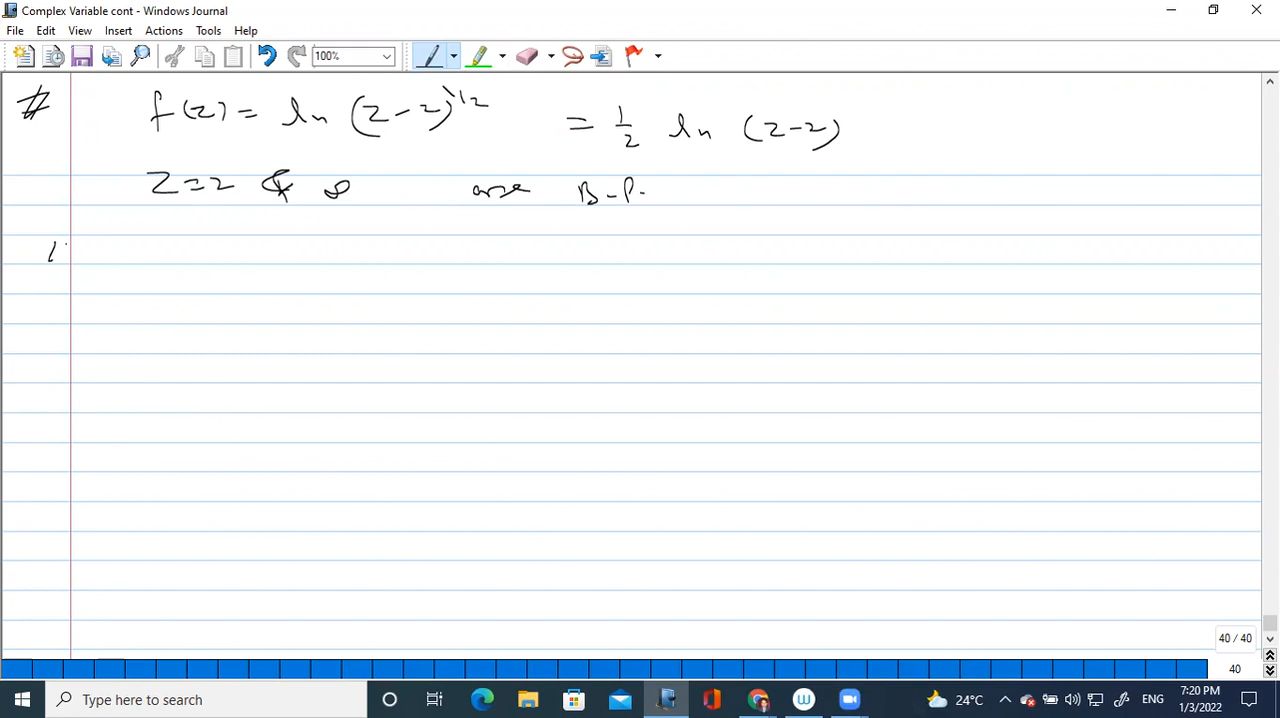 Complex Variable cont - Windows Journal
File Edit View Insert Actions Tools Help
100%
# f(z) = ln (z-2)^1/2 = 1/2 ln (z-2)
z=2 & ∞ are B-P.
40 / 40
40
Type here to search
24°C ENG 7:20 PM
1/3/2022